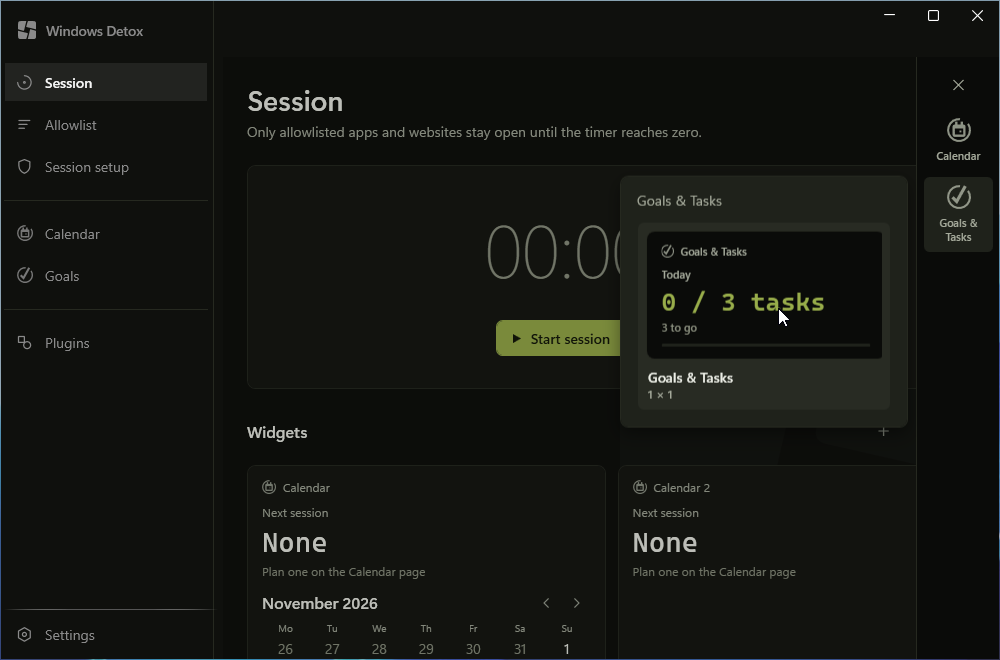 Windows Detox
Session
Allowlist
Session setup
Calendar
Goals
Plugins
Settings
Session
Only allowlisted apps and websites stay open until the timer reaches zero.
00:00
Start session
Widgets
Calendar
Next session
None
Plan one on the Calendar page
November 2026
Mo Tu We Th Fr Sa Su
26 27 28 29 30 31 1
Calendar 2
Next session
None
Plan one on the Calendar page
Goals & Tasks
Goals & Tasks
Today
0 / 3 tasks
3 to go
Goals & Tasks
1 × 1
Calendar
Goals &
Tasks